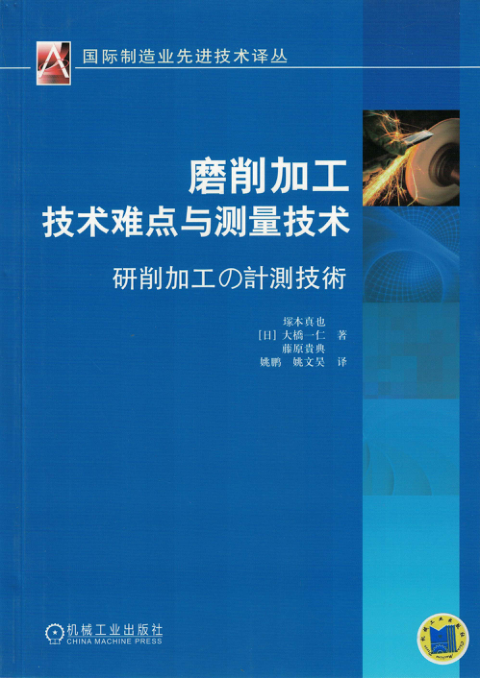 国际制造业先进技术译丛
磨削加工
技术难点与测量技术
研削加工の計測技術
塚本真也
[日] 大橋一仁 著
藤原貴典
姚鹏 姚文昊 译
机械工业出版社
CHINA MACHINE PRESS